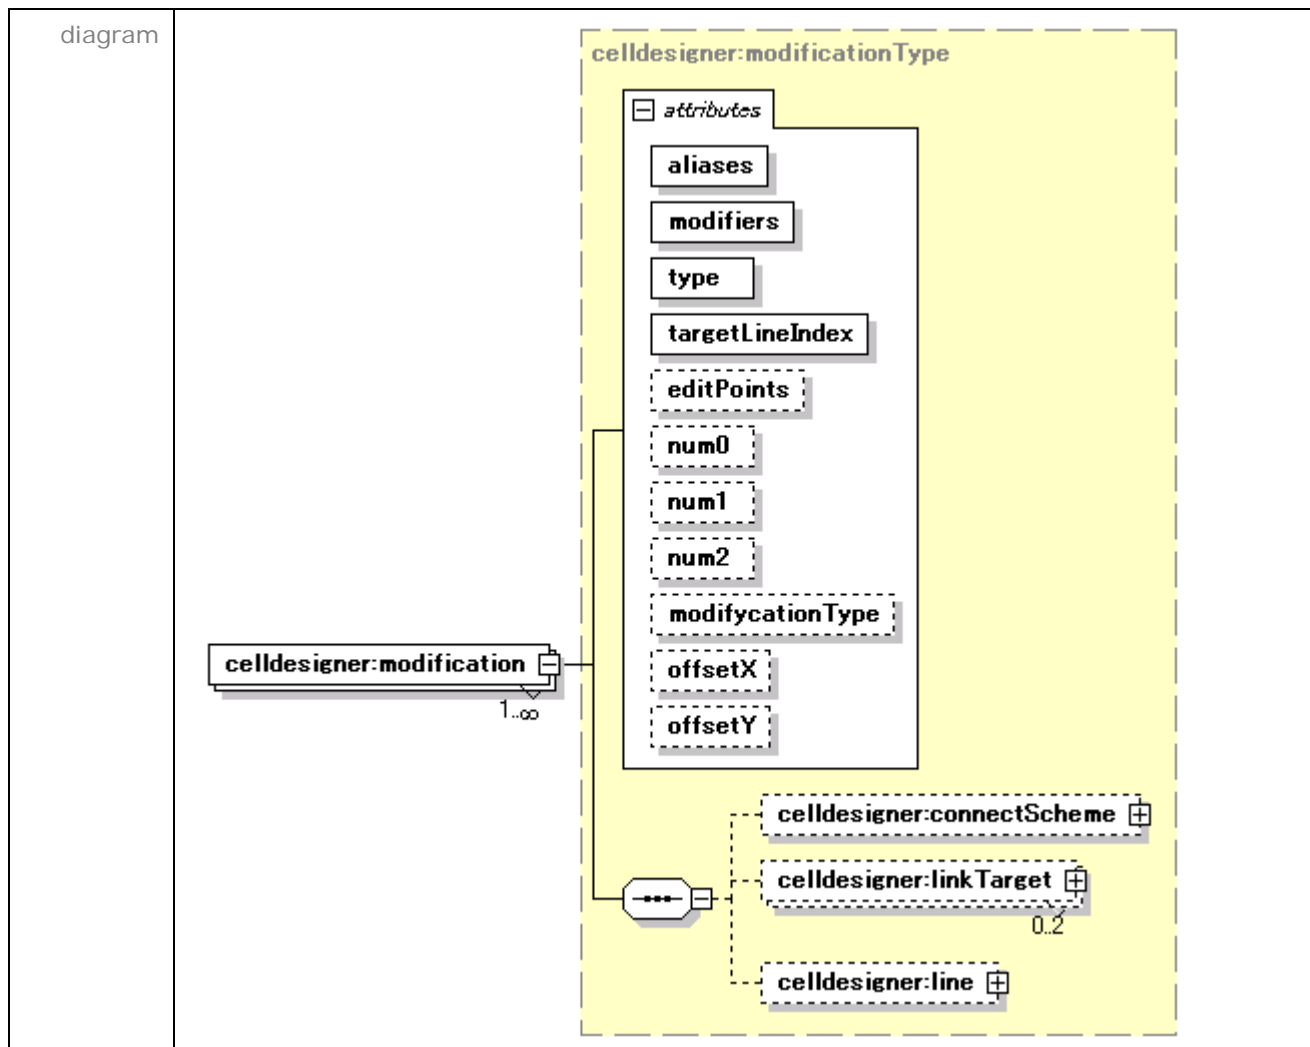 diagram
celldesigner:modificationType
attributes
aliases
modifiers
type
targetLineIndex
editPoints
num0
num1
num2
modifycationType
celldesigner:modification
1..∞
offsetX
offsetY
celldesigner:connectScheme
celldesigner:linkTarget
0..2
celldesigner:line